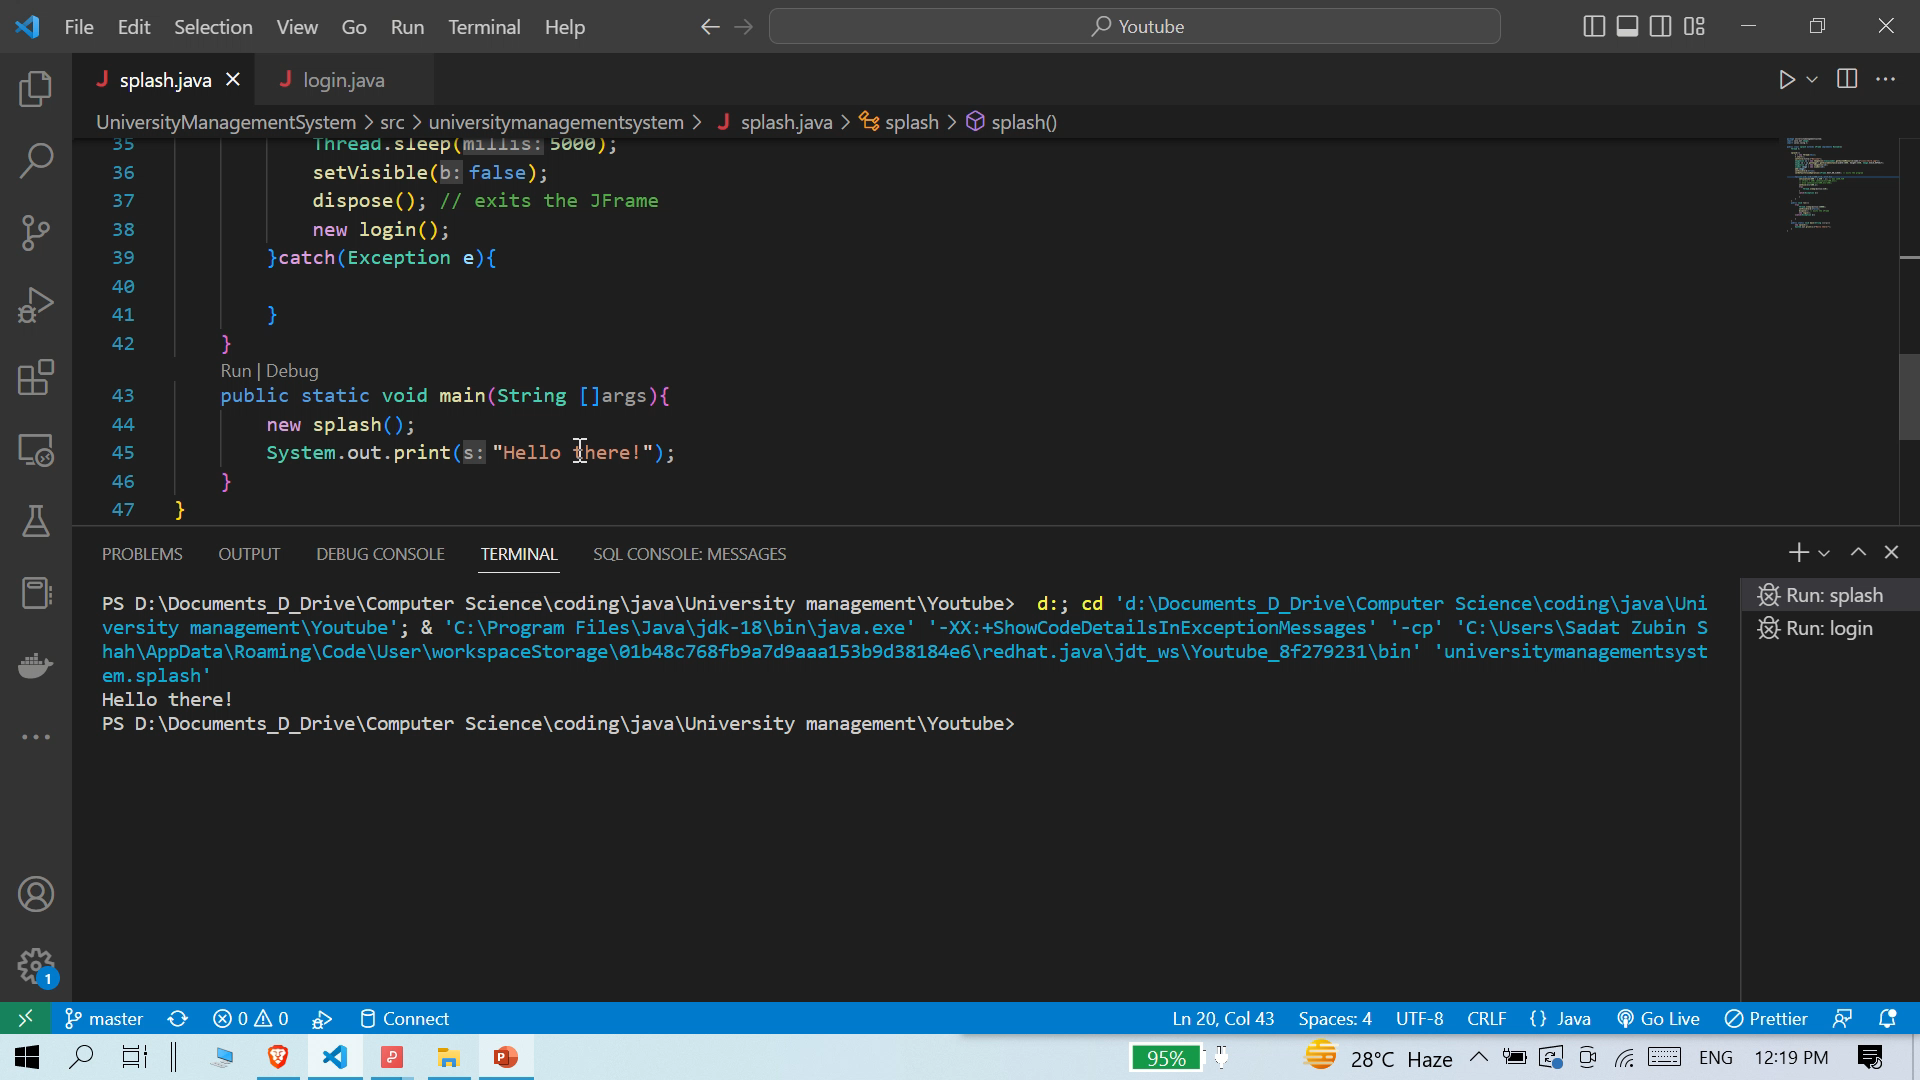 File Edit Selection View Go Run Terminal Help Youtube
splash.java login.java
UniversityManagementSystem > src > universitymanagementsystem > splash.java > splash > splash()
35 Thread.sleep(millis: 5000);
36 setVisible(b: false);
37 dispose(); // exits the JFrame
38 new login();
39 }catch(Exception e){
40
41 }
42 }
Run | Debug
43 public static void main(String []args){
44 new splash();
45 System.out.print(s: "Hello there!");
46 }
47 }
PROBLEMS OUTPUT DEBUG CONSOLE TERMINAL SQL CONSOLE: MESSAGES
PS D:\Documents_D_Drive\Computer Science\coding\java\University management\Youtube> d:; cd 'd:\Documents_D_Drive\Computer Science\coding\java\Uni
versity management\Youtube'; & 'C:\Program Files\Java\jdk-18\bin\java.exe' '-XX:+ShowCodeDetailsInExceptionMessages' '-cp' 'C:\Users\Sadat Zubin S
hah\AppData\Roaming\Code\User\workspaceStorage\01b48c768fb9a7d9aaa153b9d38184e6\redhat.java\jdt_ws\Youtube_8f279231\bin' 'universitymanagementsyst
em.splash'
Hello there!
PS D:\Documents_D_Drive\Computer Science\coding\java\University management\Youtube>
Run: splash
Run: login
1
master 0 0 Connect Ln 20, Col 43 Spaces: 4 UTF-8 CRLF {} Java Go Live Prettier
95% 28°C Haze ENG 12:19 PM